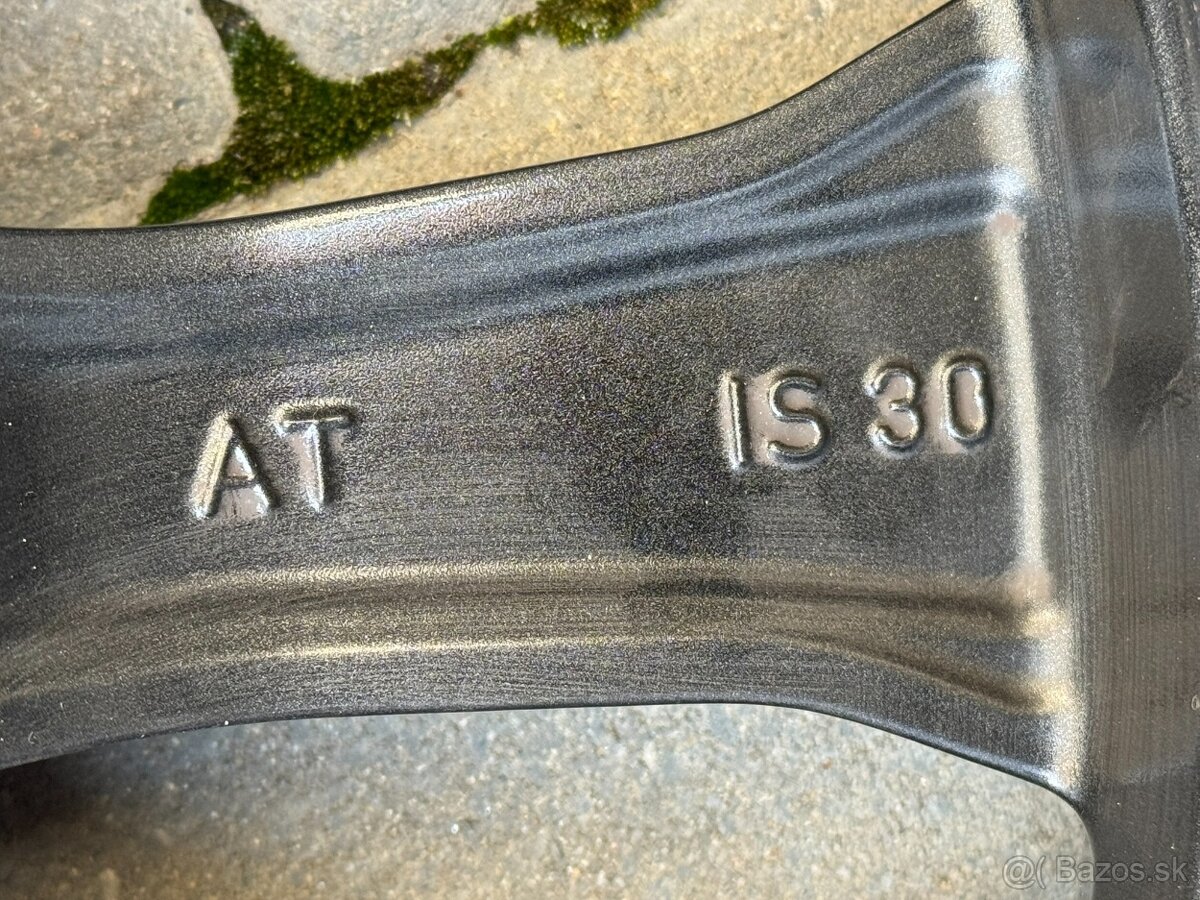 AT IS 30
@( Bazos.sk